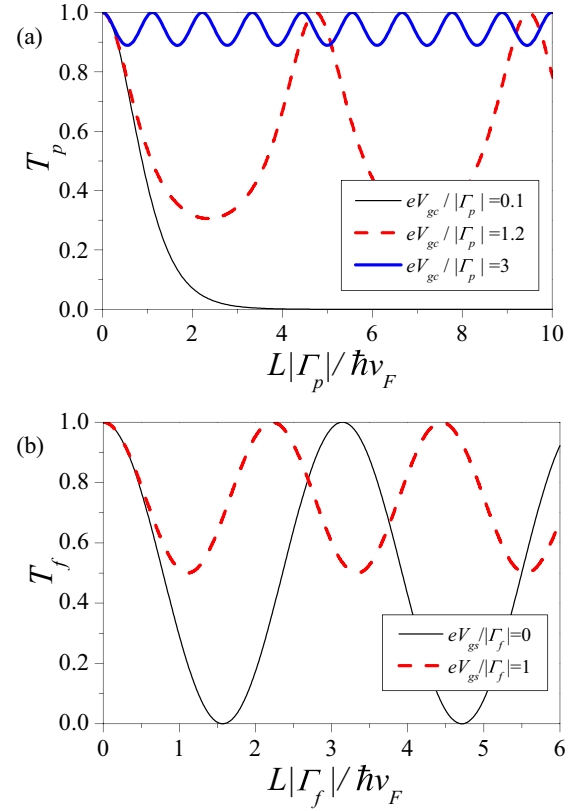 (a)
1.0
0.8
0.6
0.4
0.2
0.0
T_p
eV_gc / |Γ_p| =0.1
eV_gc / |Γ_p| =1.2
eV_gc / |Γ_p| =3
0 2 4 6 8 10
L|Γ_p| / ħv_F
(b)
1.0
0.8
0.6
0.4
0.2
0.0
T_f
eV_gs/|Γ_f|=0
eV_gs/|Γ_f|=1
0 1 2 3 4 5 6
L|Γ_f| / ħv_F